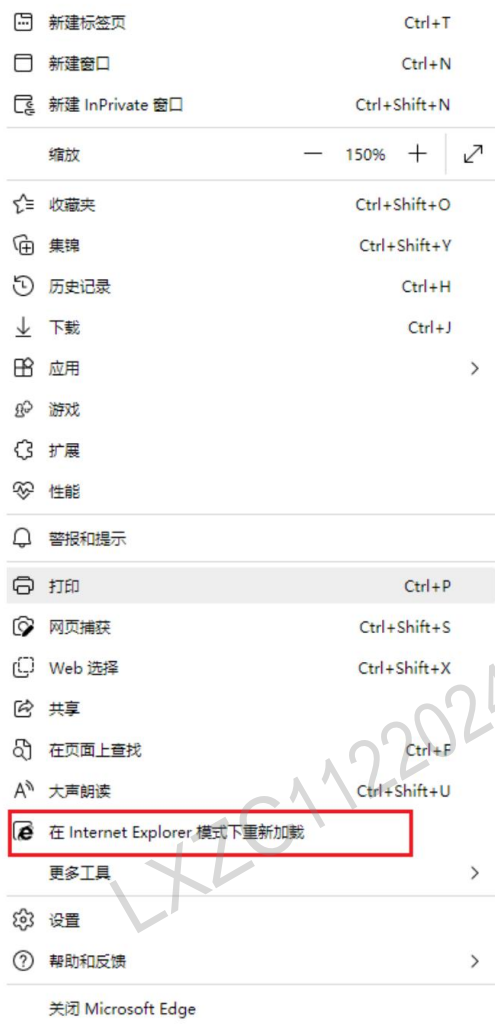 新建标签页 Ctrl+T
新建窗口 Ctrl+N
新建 InPrivate 窗口 Ctrl+Shift+N
缩放 — 150% +
收藏夹 Ctrl+Shift+O
集锦 Ctrl+Shift+Y
历史记录 Ctrl+H
下载 Ctrl+J
应用
游戏
扩展
性能
警报和提示
打印 Ctrl+P
网页捕获 Ctrl+Shift+S
Web 选择 Ctrl+Shift+X
共享
在页面上查找 Ctrl+F
大声朗读 Ctrl+Shift+U
在 Internet Explorer 模式下重新加载
更多工具
设置
帮助和反馈
关闭 Microsoft Edge
LXZC1122024